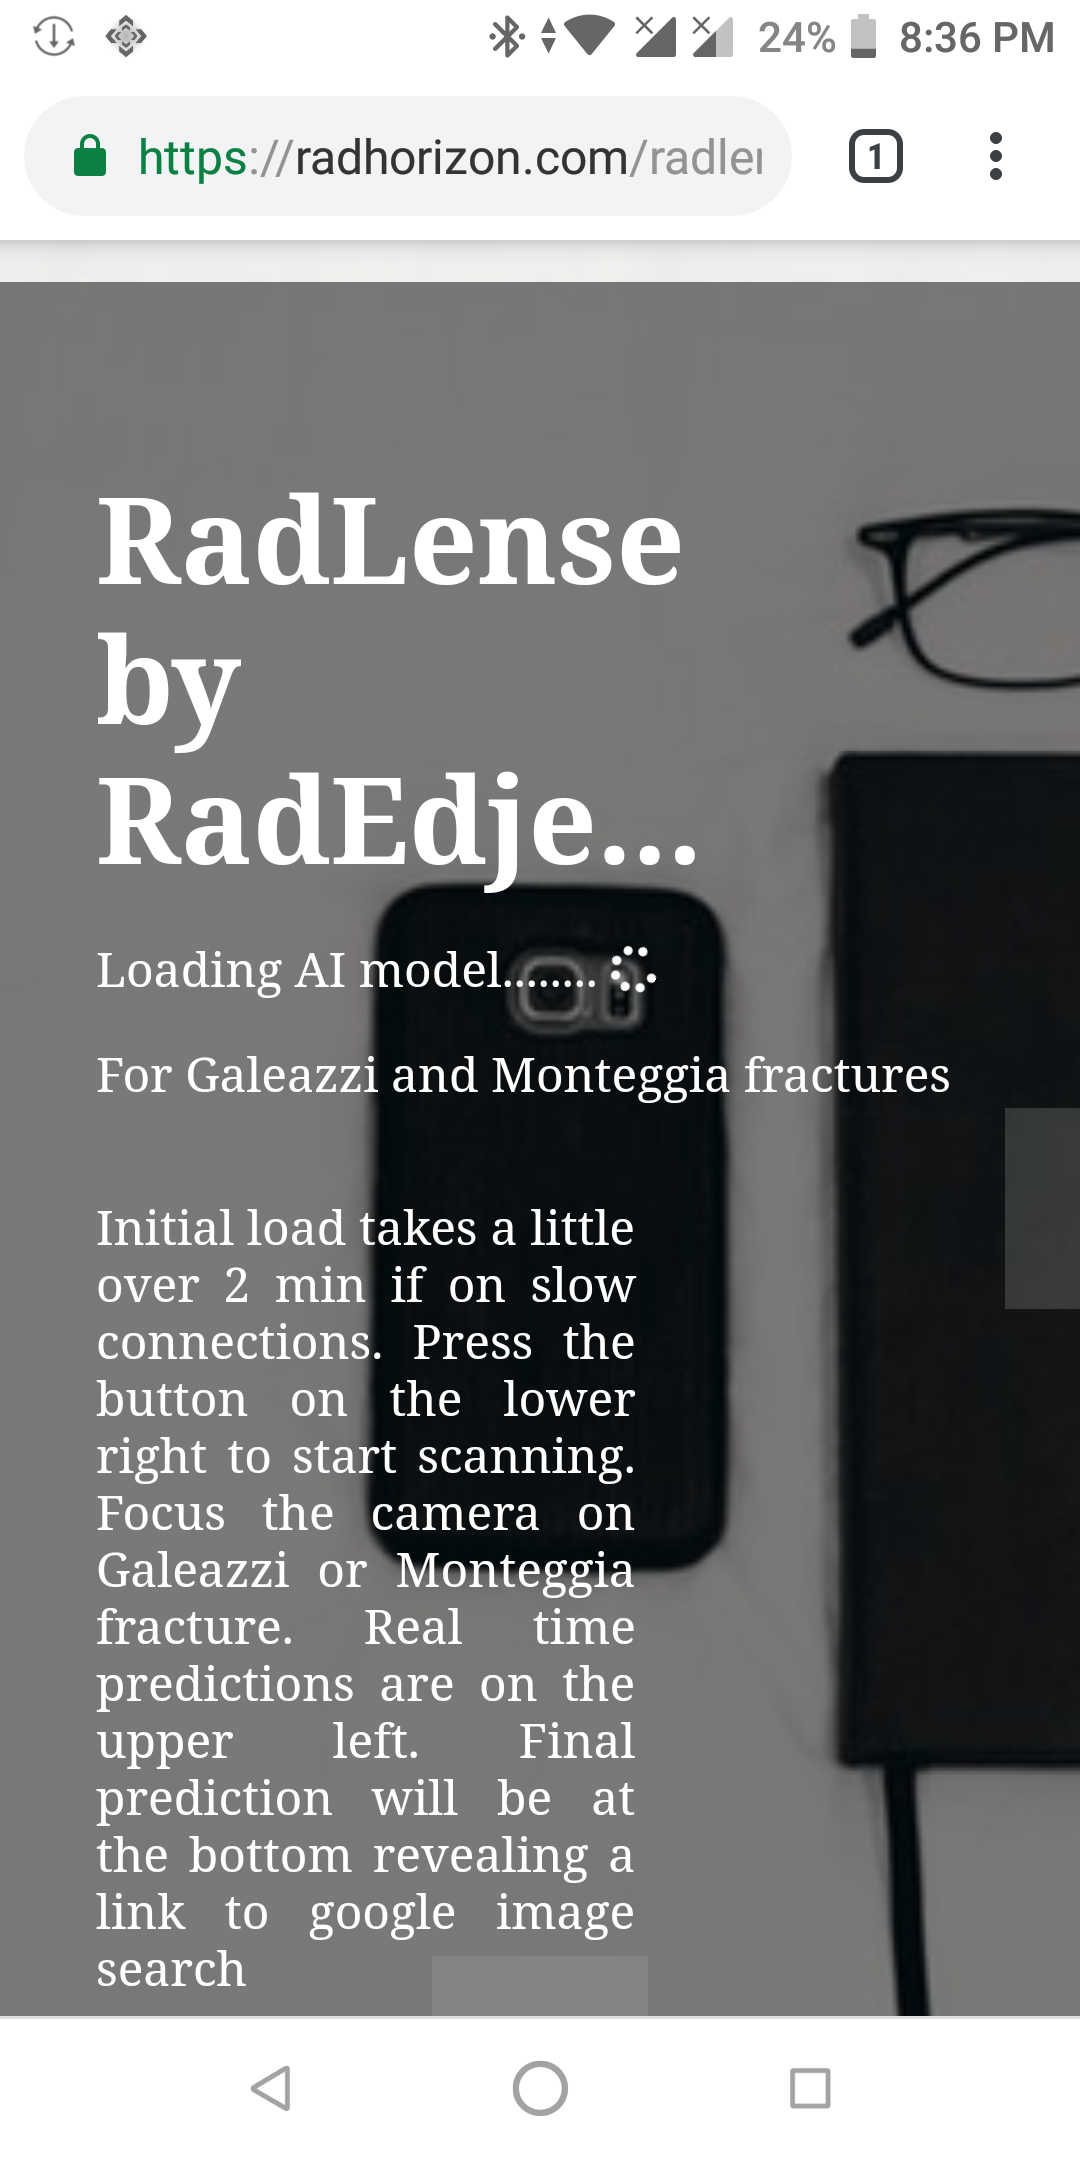 24% 8:36 PM
https://radhorizon.com/radle
1
RadLense
by
RadEdje...
Loading AI model........
For Galeazzi and Monteggia fractures
Initial load takes a little
over 2 min if on slow
connections. Press the
button on the lower
right to start scanning.
Focus the camera on
Galeazzi or Monteggia
fracture. Real time
predictions are on the
upper left. Final
prediction will be at
the bottom revealing a
link to google image
search